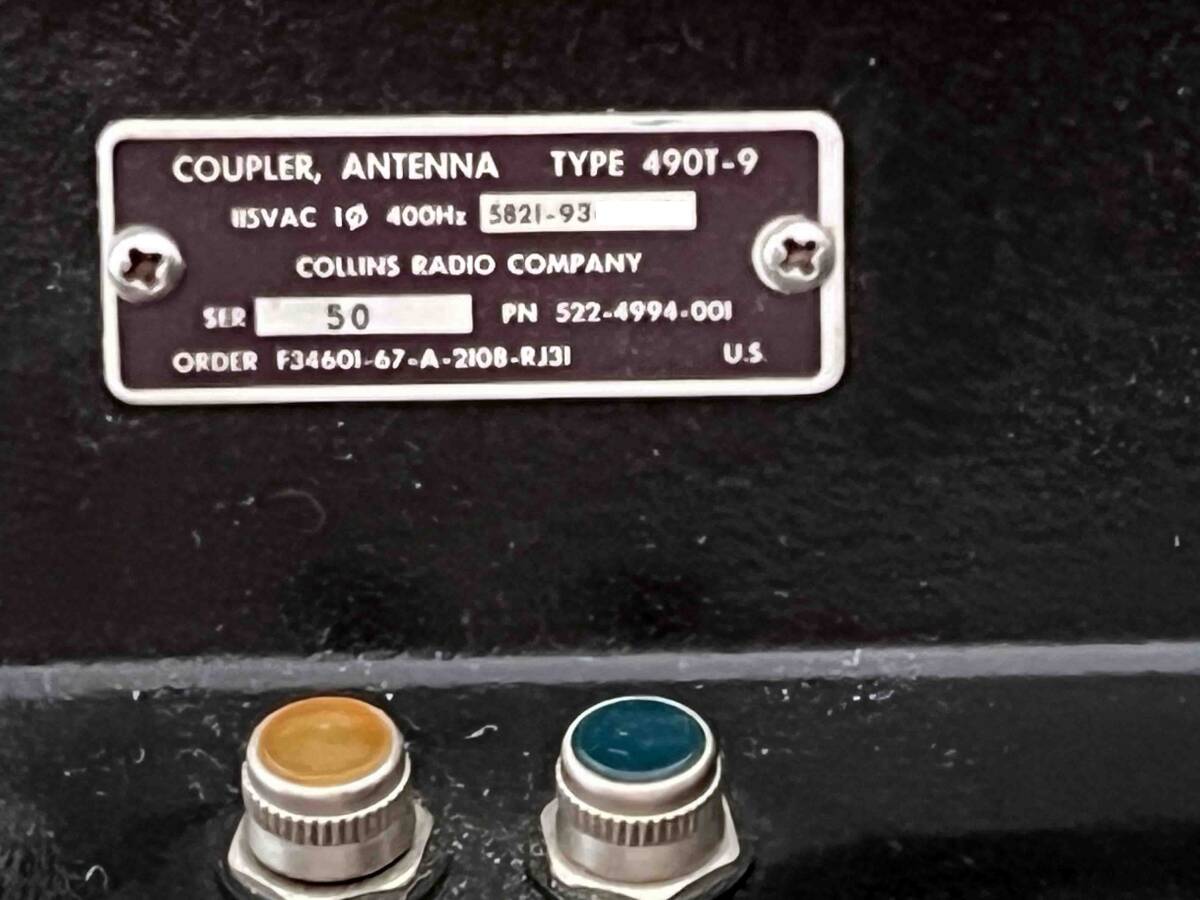 COUPLER, ANTENNA TYPE 490T-9
115VAC 1Ø 400Hz 5821-93
COLLINS RADIO COMPANY
SER 50 PN 522-4994-001
ORDER F34601-67-A-2108-RJ31 U.S.